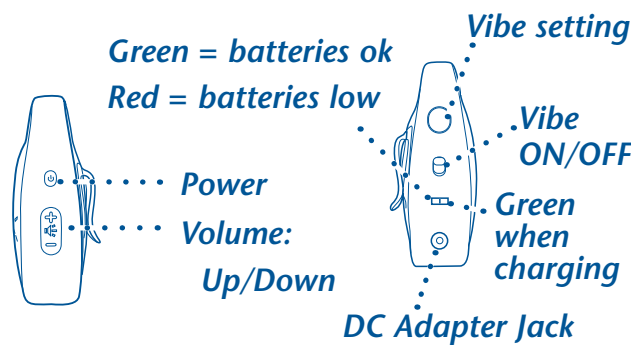 Green = batteries ok
Red = batteries low
Power
Volume:
Up/Down
Vibe setting
Vibe
ON/OFF
Green
when
charging
DC Adapter Jack